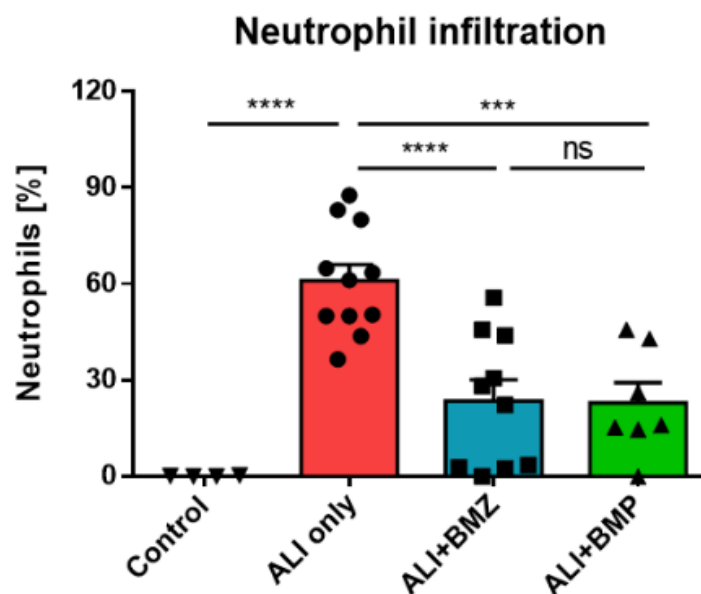 Neutrophil infiltration
Neutrophils [%]
120
90
60
30
0
**** ***
**** ns
Control
ALI only
ALI+BMZ
ALI+BMP